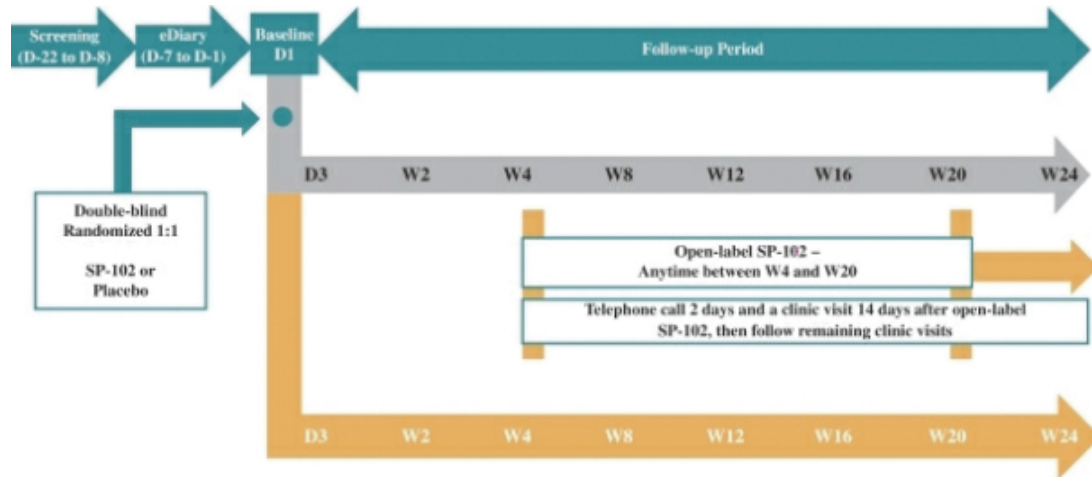 Screening
(D-22 to D-8)
eDiary
(D-7 to D-1)
Baseline
D1
Follow-up Period
D3 W2 W4 W8 W12 W16 W20 W24
Double-blind
Randomized 1:1
SP-102 or
Placebo
Open-label SP-102 –
Anytime between W4 and W20
Telephone call 2 days and a clinic visit 14 days after open-label
SP-102, then follow remaining clinic visits
D3 W2 W4 W8 W12 W16 W20 W24